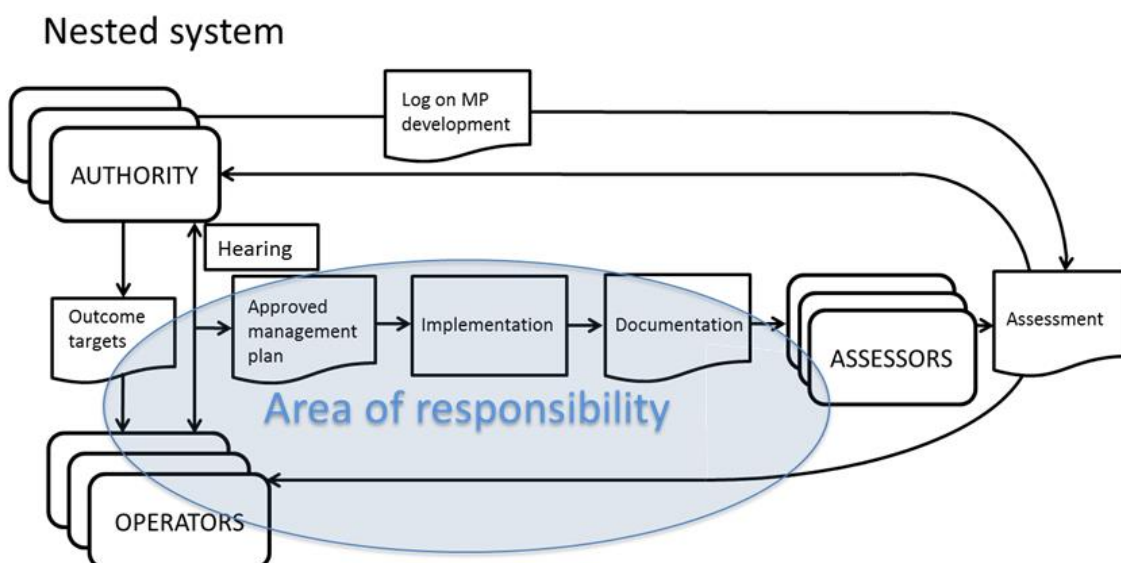 Nested system
Log on MP
development
AUTHORITY
Hearing
Outcome
targets
Approved
management
plan
Implementation
Documentation
ASSESSORS
Assessment
Area of responsibility
OPERATORS